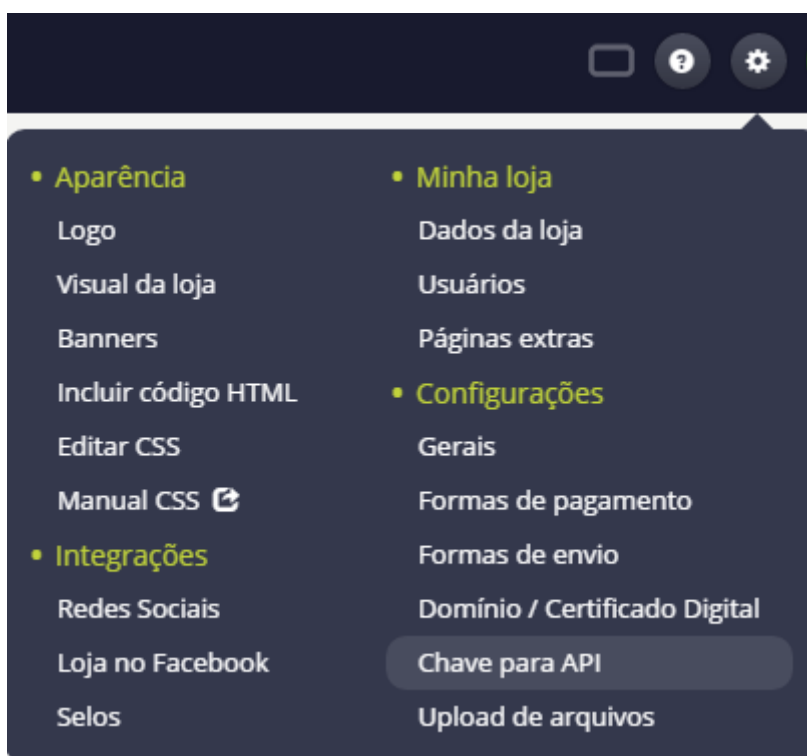 • Aparência
Logo
Visual da loja
Banners
Incluir código HTML
Editar CSS
Manual CSS
• Integrações
Redes Sociais
Loja no Facebook
Selos
• Minha loja
Dados da loja
Usuários
Páginas extras
• Configurações
Gerais
Formas de pagamento
Formas de envio
Domínio / Certificado Digital
Chave para API
Upload de arquivos